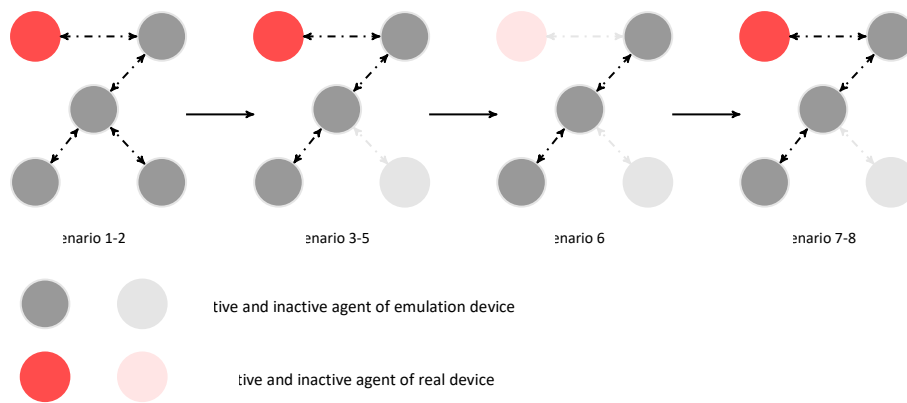 enario 1-2
enario 3-5
enario 6
enario 7-8
tive and inactive agent of emulation device
tive and inactive agent of real device